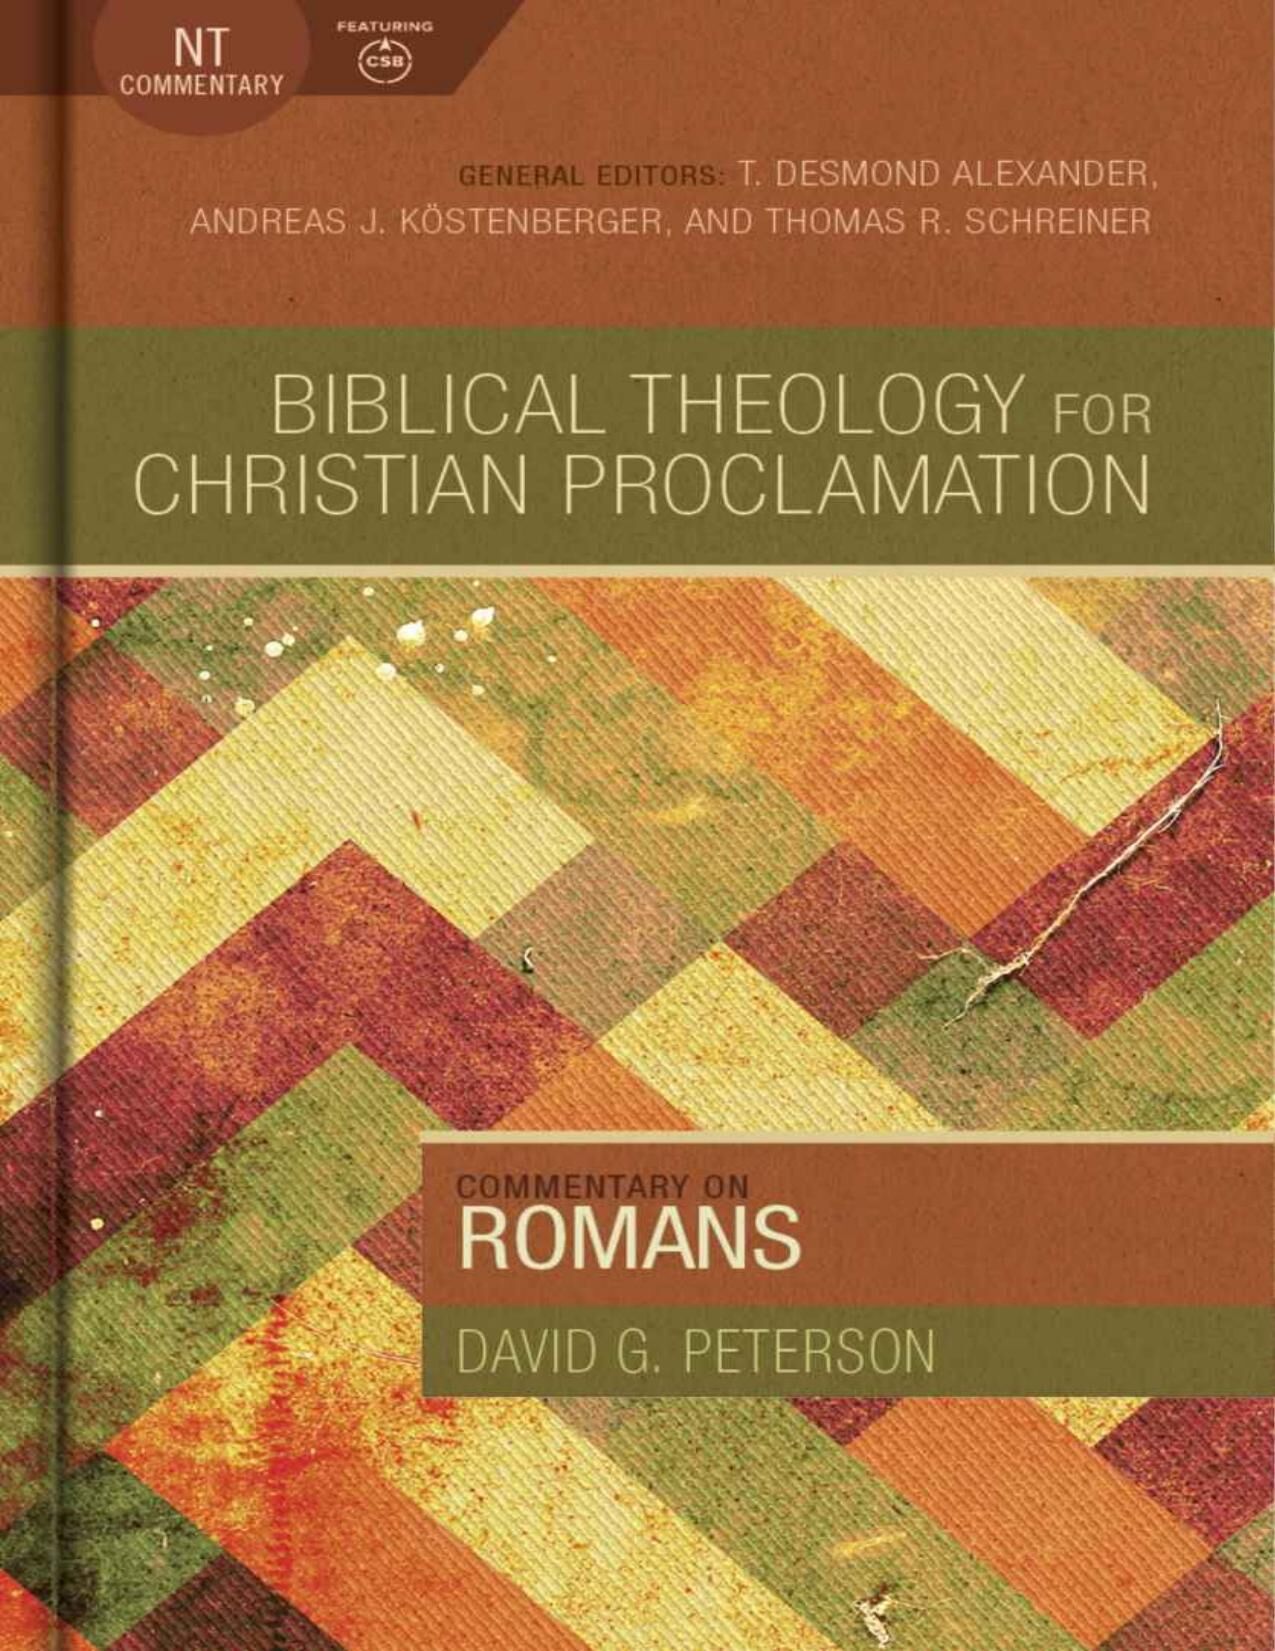 NT
COMMENTARY
FEATURING
CSB
GENERAL EDITORS: T. DESMOND ALEXANDER,
ANDREAS J. KÖSTENBERGER, AND THOMAS R. SCHREINER
BIBLICAL THEOLOGY FOR
CHRISTIAN PROCLAMATION
COMMENTARY ON
ROMANS
DAVID G. PETERSON